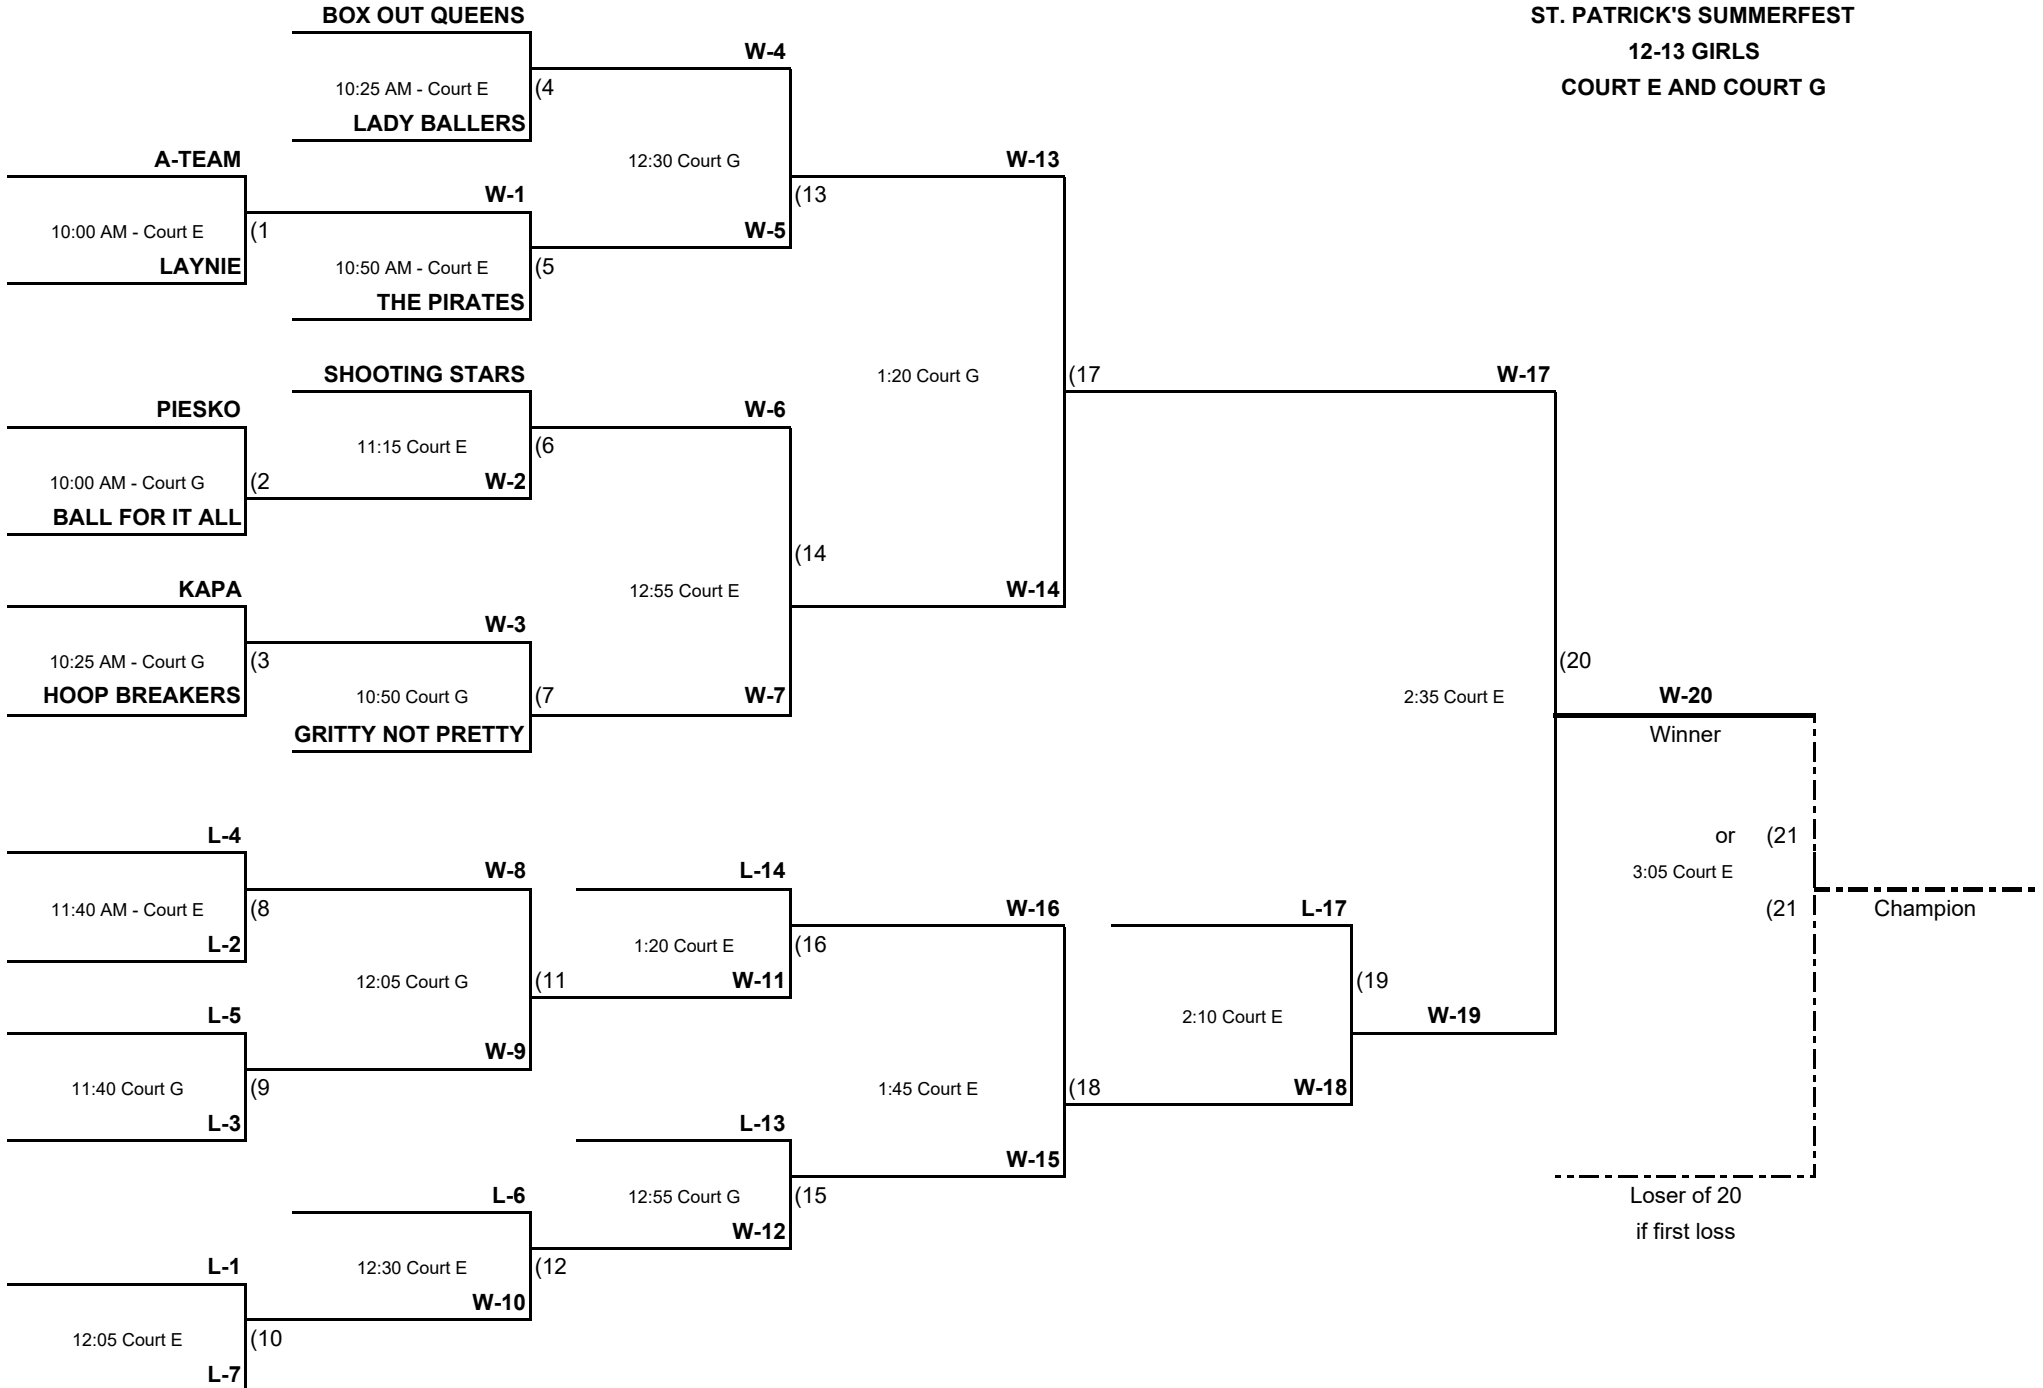 BOX OUT QUEENS
ST. PATRICK'S SUMMERFEST
W-4
12-13 GIRLS
10:25 AM - Court E
(4
COURT E AND COURT G
LADY BALLERS
A-TEAM
12:30 Court G
W-13
W-1
(13
10:00 AM - Court E
(1
W-5
LAYNIE
10:50 AM - Court E
(5
THE PIRATES
SHOOTING STARS
1:20 Court G
(17
W-17
PIESKO
W-6
11:15 Court E
(6
10:00 AM - Court G
(2
W-2
BALL FOR IT ALL
(14
KAPA
12:55 Court E
W-14
W-3
10:25 AM - Court G
(3
(20
HOOP BREAKERS
10:50 Court G
(7
W-7
2:35 Court E
W-20
GRITTY NOT PRETTY
Winner
L-4
or
(21
W-8
L-14
3:05 Court E
11:40 AM - Court E
(8
W-16
L-17
(21
Champion
L-2
1:20 Court E
(16
12:05 Court G
(11
W-11
(19
L-5
2:10 Court E
W-19
W-9
11:40 Court G
(9
1:45 Court E
(18
W-18
L-3
L-13
W-15
L-6
12:55 Court G
(15
Loser of 20
W-12
if first loss
L-1
12:30 Court E
(12
W-10
12:05 Court E
(10
L-7